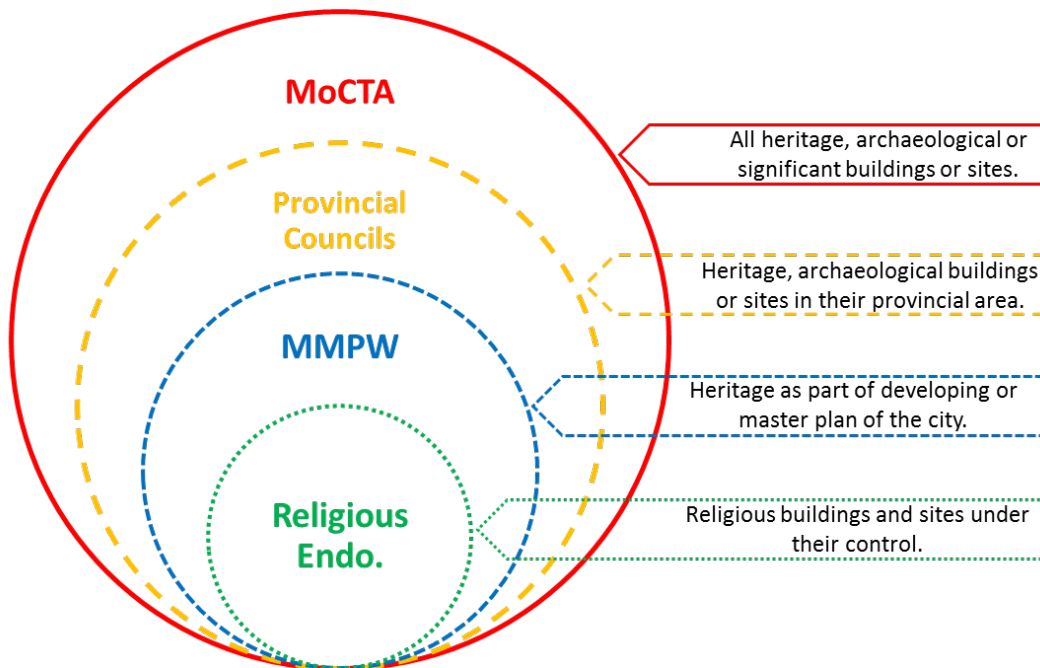 MoCTA
All heritage, archaeological or
significant buildings or sites.
Provincial
Councils
Heritage, archaeological buildings
or sites in their provincial area.
MMPW
Heritage as part of developing or
master plan of the city.
Religious
Endo.
Religious buildings and sites under
their control.